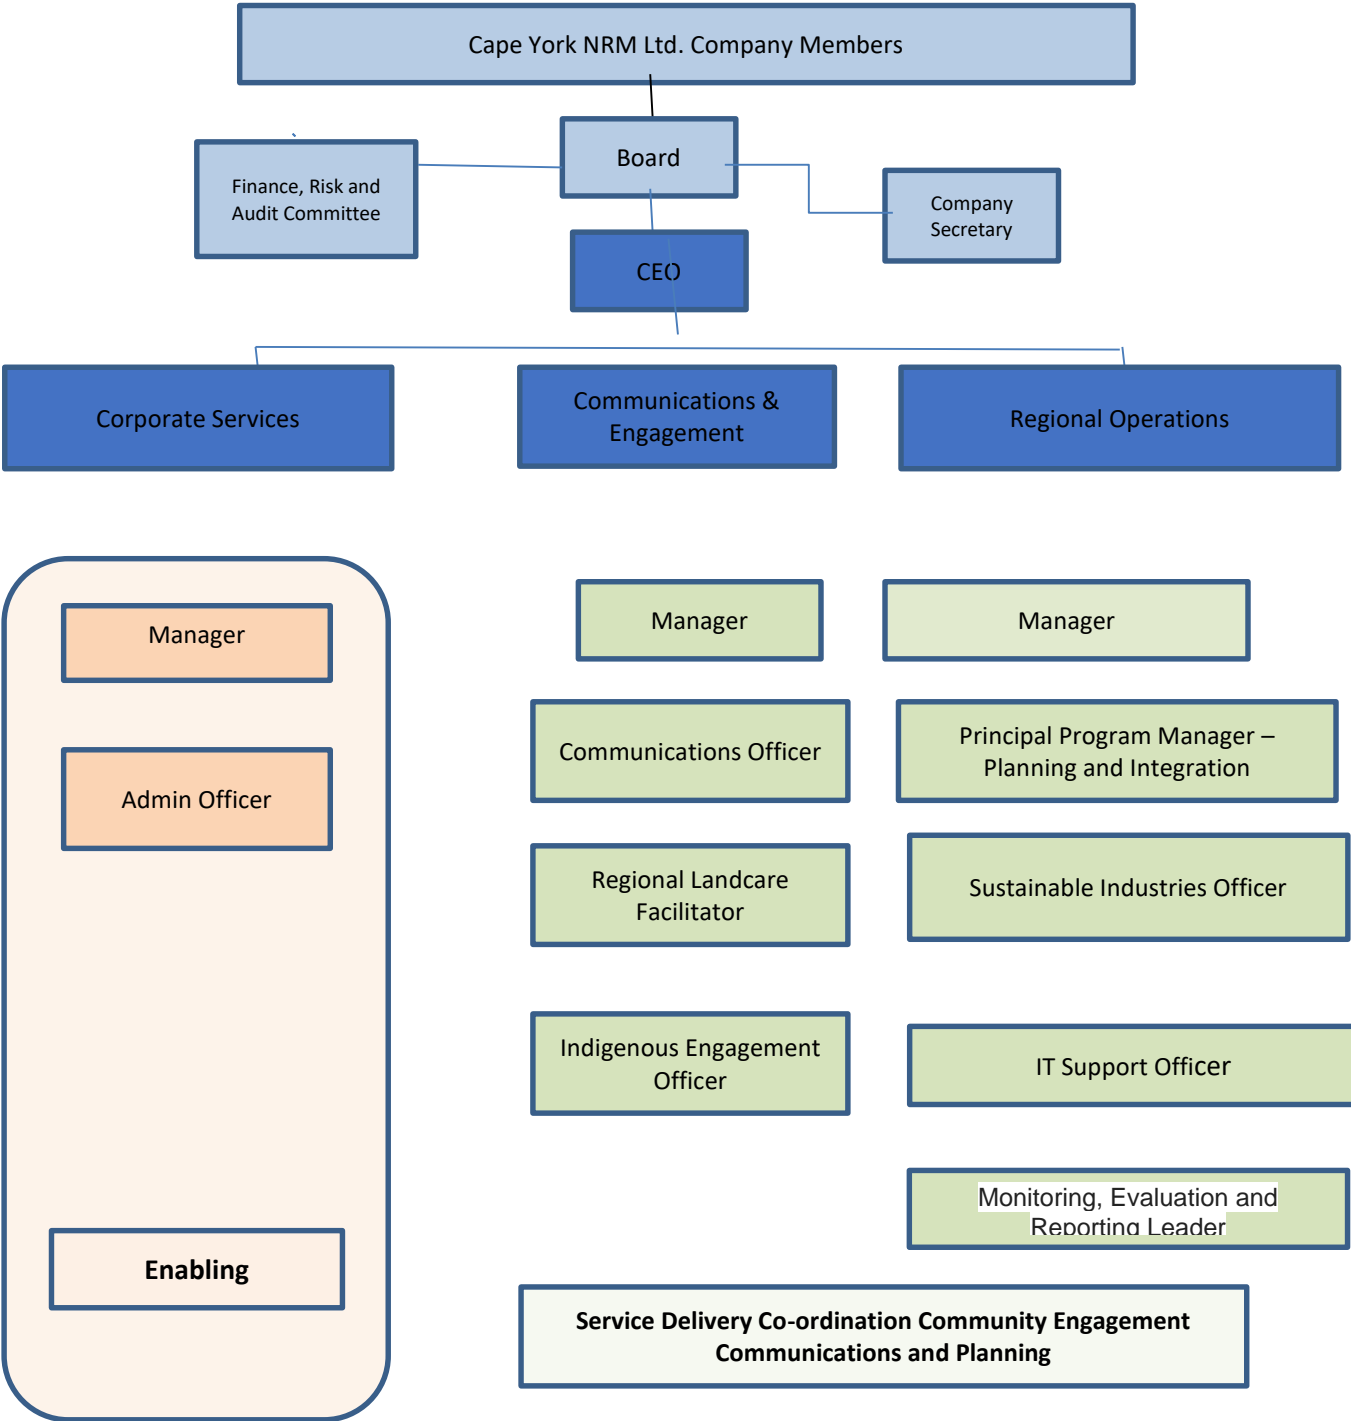 Cape York NRM Ltd. Company Members
Board
Finance, Risk and
Audit Committee
Company
Secretary
CEO
Corporate Services
Communications &
Engagement
Regional Operations
Manager
Manager
Manager
Communications Officer
Principal Program Manager –
Planning and Integration
Admin Officer
Regional Landcare
Facilitator
Sustainable Industries Officer
Indigenous Engagement
Officer
IT Support Officer
Monitoring, Evaluation and
Reporting Leader
Enabling
Service Delivery Co-ordination Community Engagement
Communications and Planning